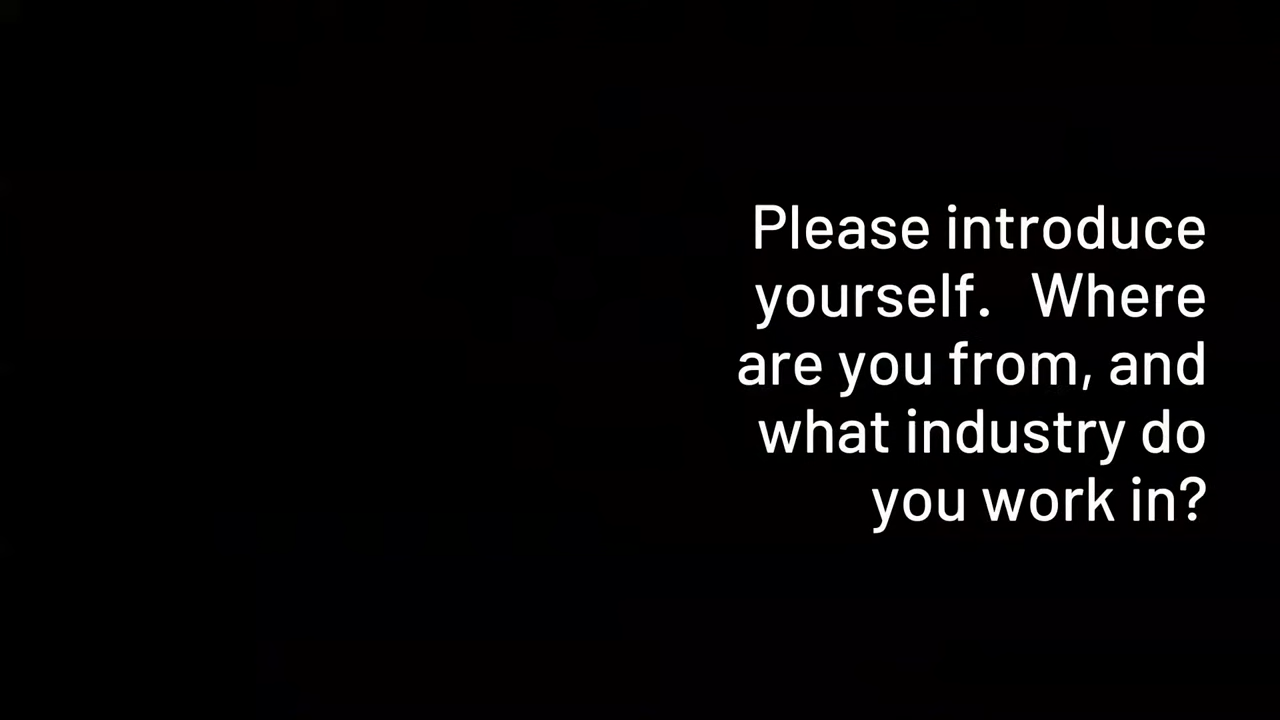 Please introduce
yourself.   Where
are you from, and
what industry do
you work in?